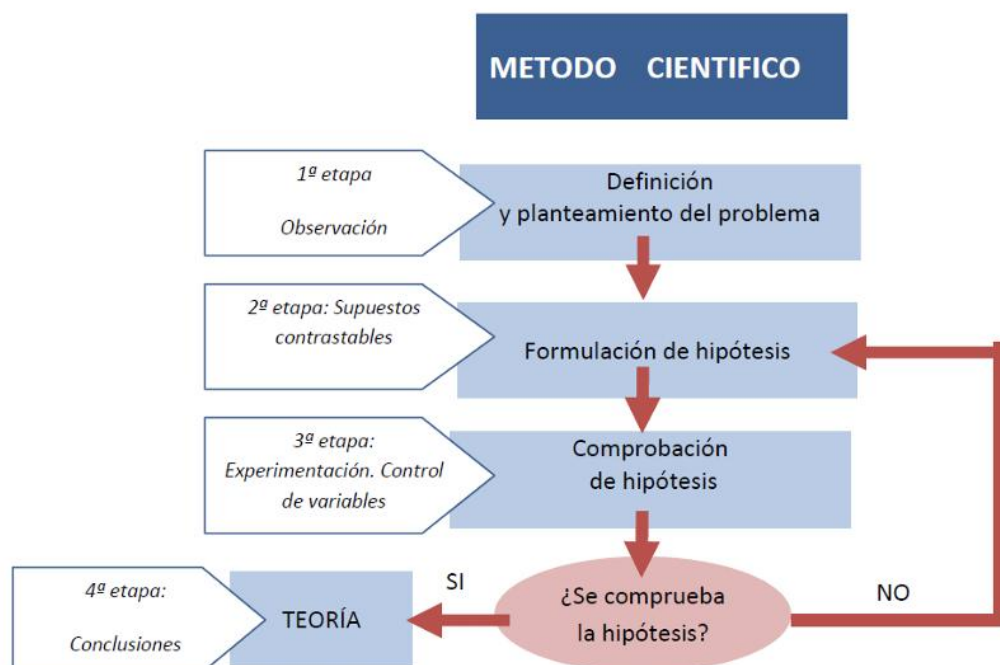 METODO CIENTIFICO
1ª etapa
Observación
Definición
y planteamiento del problema
2ª etapa: Supuestos
contrastables
Formulación de hipótesis
3ª etapa:
Experimentación. Control
de variables
Comprobación
de hipótesis
4ª etapa:
Conclusiones
TEORÍA
SI
¿Se comprueba
la hipótesis?
NO